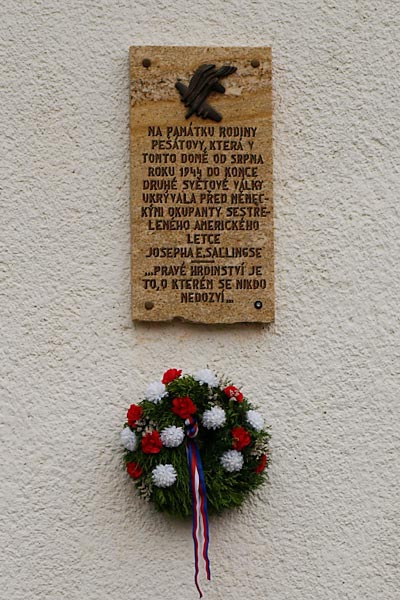 NA PAMÁTKU RODINY
PEŠATOVY, KTERÁ V
TOMTO DOMĚ OD SRPNA
ROKU 1944 DO KONCE
DRUHÉ SVĚTOVÉ VÁLKY
UKRÝVALA PŘED NĚMEC-
KÝMI OKUPANTY SESTŘE-
LENÉHO AMERICKÉHO
LETCE
JOSEPHA E.SALLINGSE
...PRAVÉ HRDINSTVÍ JE
TO, O KTERÉM SE NIKDO
NEDOZVÍ...